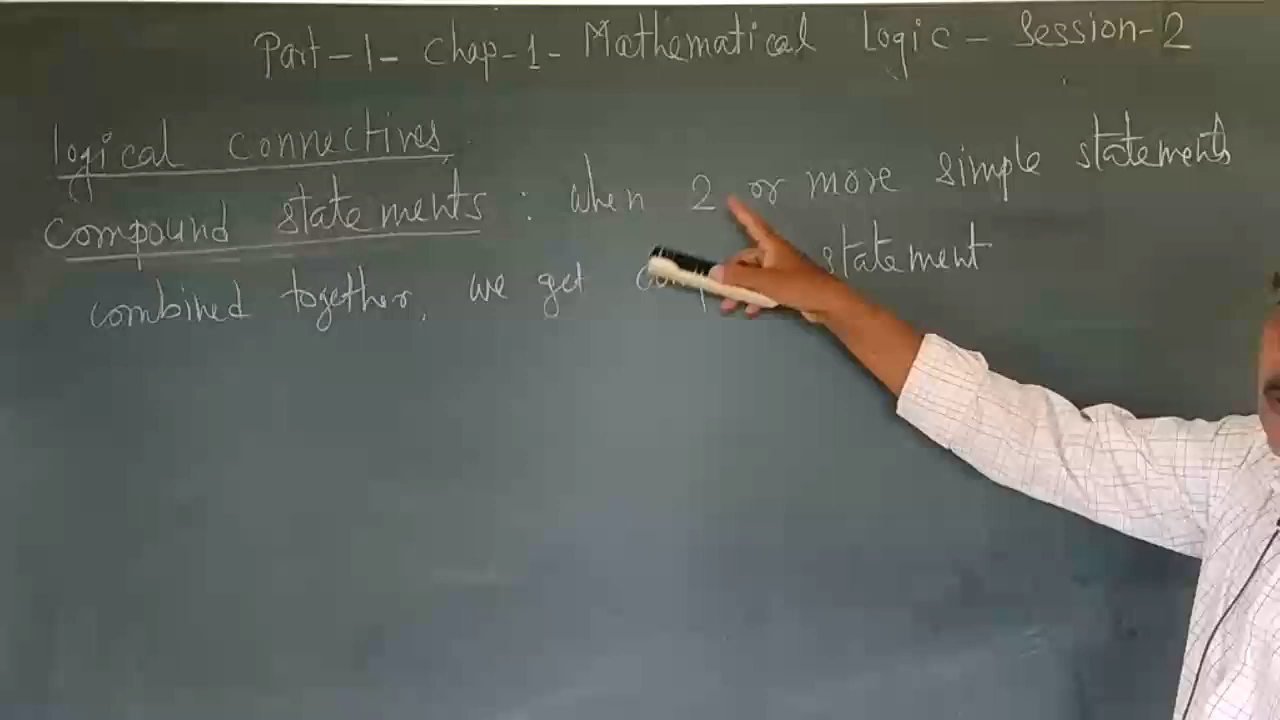 Part-1- Chap-1- Mathematical Logic - Session-2
logical connectives
compound statements : when 2 or more simple statements
combined together, we get statement